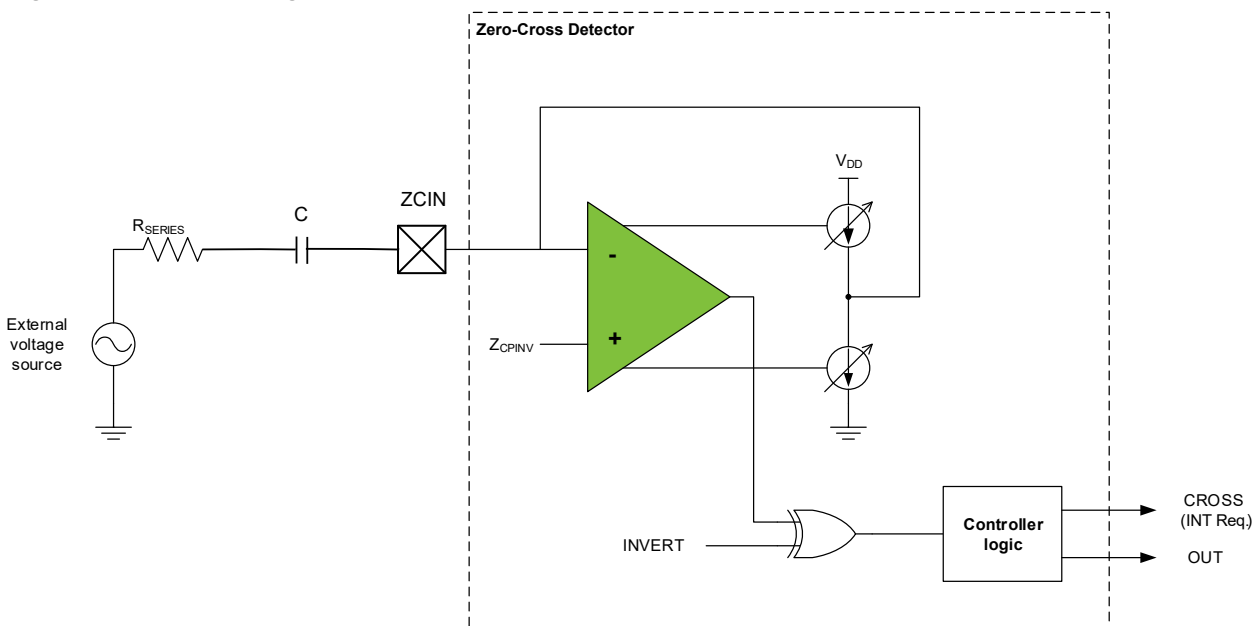 Zero-Cross Detector
VDD
ZCIN
C
RSERIES
-
+
External
voltage
source
ZCPINV
INVERT
Controller
logic
CROSS
(INT Req.)
OUT